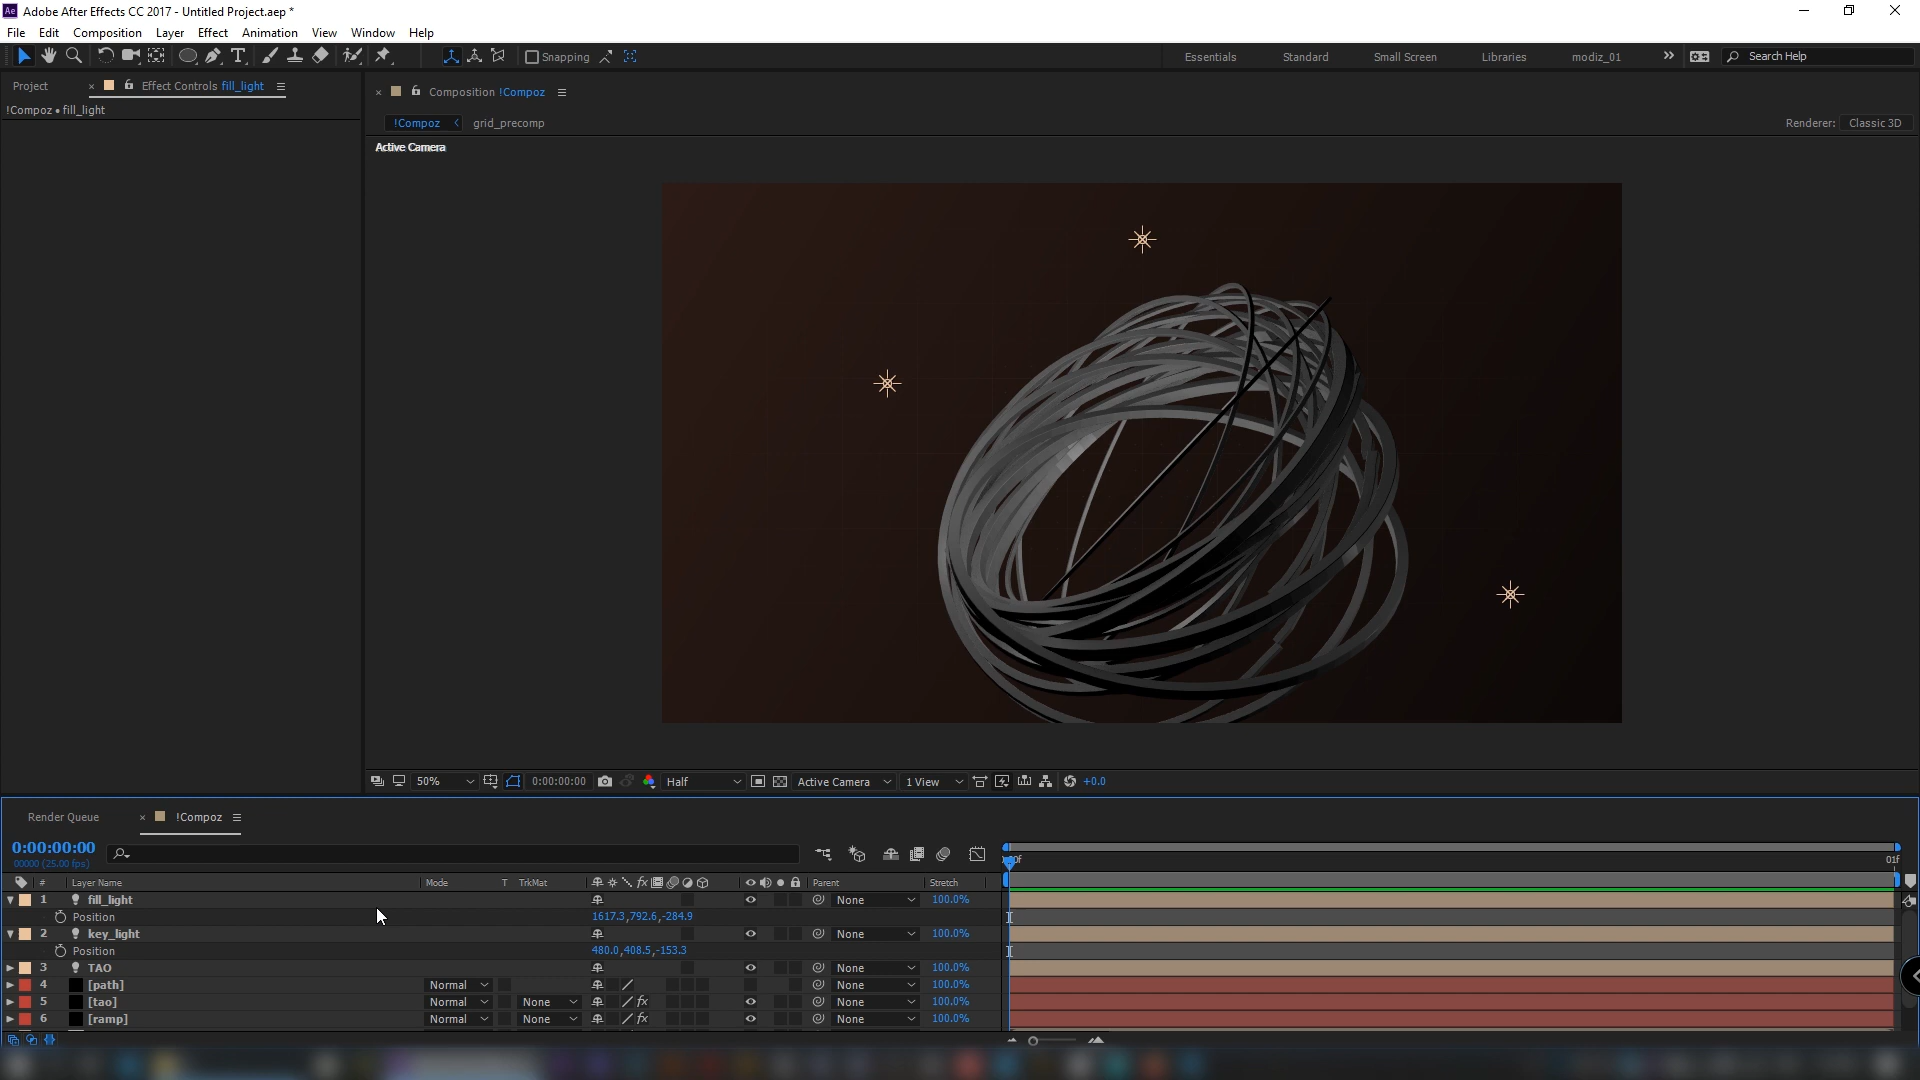 Ae Adobe After Effects CC 2017 - Untitled Project.aep *
File Edit Composition Layer Effect Animation View Window Help
Snapping
Essentials Standard Small Screen Libraries modiz_01 Search Help
Project Effect Controls fill_light
!Compoz • fill_light
Composition !Compoz
!Compoz grid_precomp
Renderer: Classic 3D
Active Camera
50% 0:00:00:00 Half Active Camera 1 View +0.0
Render Queue !Compoz
0:00:00:00
00000 (25.00 fps)
01f
# Layer Name Mode T TrkMat Parent Stretch
1 fill_light None 100.0%
Position 1617.3,792.6,-284.9
2 key_light None 100.0%
Position 480.0,408.5,-153.3
3 TAO None 100.0%
4 [path] Normal None 100.0%
5 [tao] Normal None fx None 100.0%
6 [ramp] Normal None fx None 100.0%